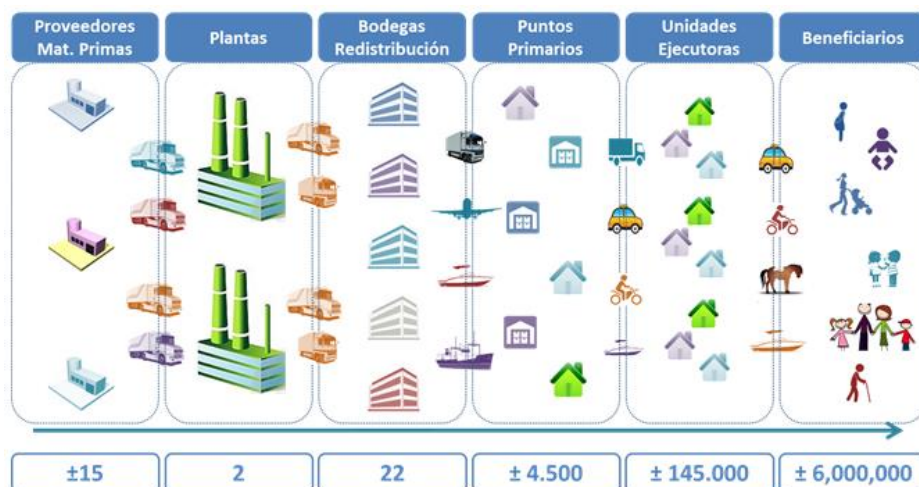 Proveedores
Mat. Primas
Plantas
Bodegas
Redistribución
Puntos
Primarios
Unidades
Ejecutoras
Beneficiarios
±15
2
22
± 4.500
± 145.000
± 6,000,000